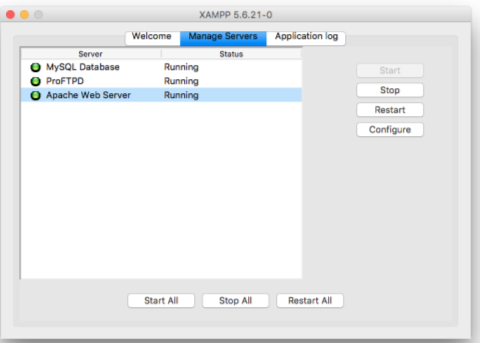 XAMPP 5.6.21-0
Welcome Manage Servers Application log
Server Status
MySQL Database Running
ProFTPD Running
Apache Web Server Running
Start
Stop
Restart
Configure
Start All Stop All Restart All